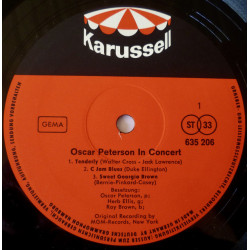 Karussell
Oscar Peterson In Concert
GEMA
1
ST 33
635 206
1. Tenderly (Walter Gross - Jack Lawrence)
2. C Jam Blues (Duke Ellington)
3. Sweet Georgia Brown
(Bernie-Pinkard-Casey)
Besetzung:
Oscar Peterson, p;
Herb Ellis, g;
Ray Brown, b;
Original Recording by
MGM-Records, New York